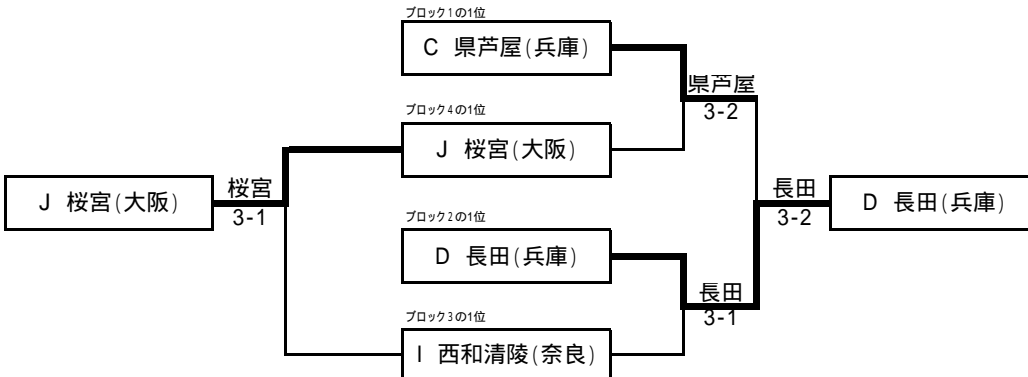 ブロック1の1位
C 県芦屋(兵庫)
県芦屋
3-2
ブロック4の1位
J 桜宮(大阪)
J 桜宮(大阪)
桜宮
3-1
長田
3-2
D 長田(兵庫)
ブロック2の1位
D 長田(兵庫)
長田
3-1
ブロック3の1位
I 西和清陵(奈良)